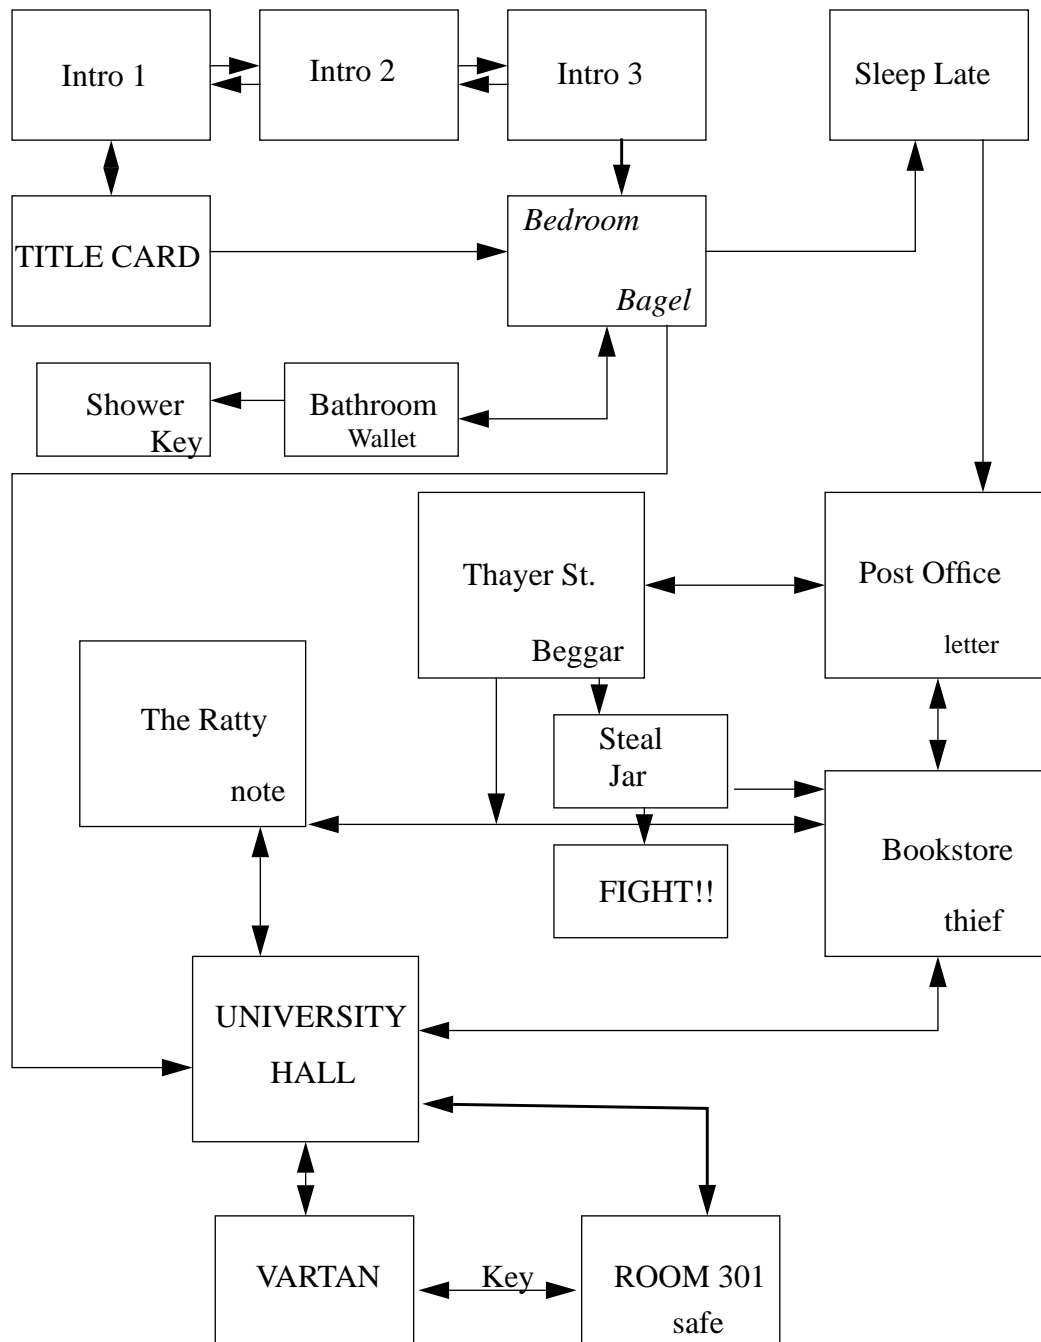 Intro 1
Intro 2
Intro 3
Sleep Late
TITLE CARD
Bedroom
Bagel
Shower
Key
Bathroom
Wallet
Thayer St.
Beggar
Post Office
letter
The Ratty
note
Steal
Jar
FIGHT!!
Bookstore
thief
UNIVERSITY
HALL
VARTAN
Key
ROOM 301
safe